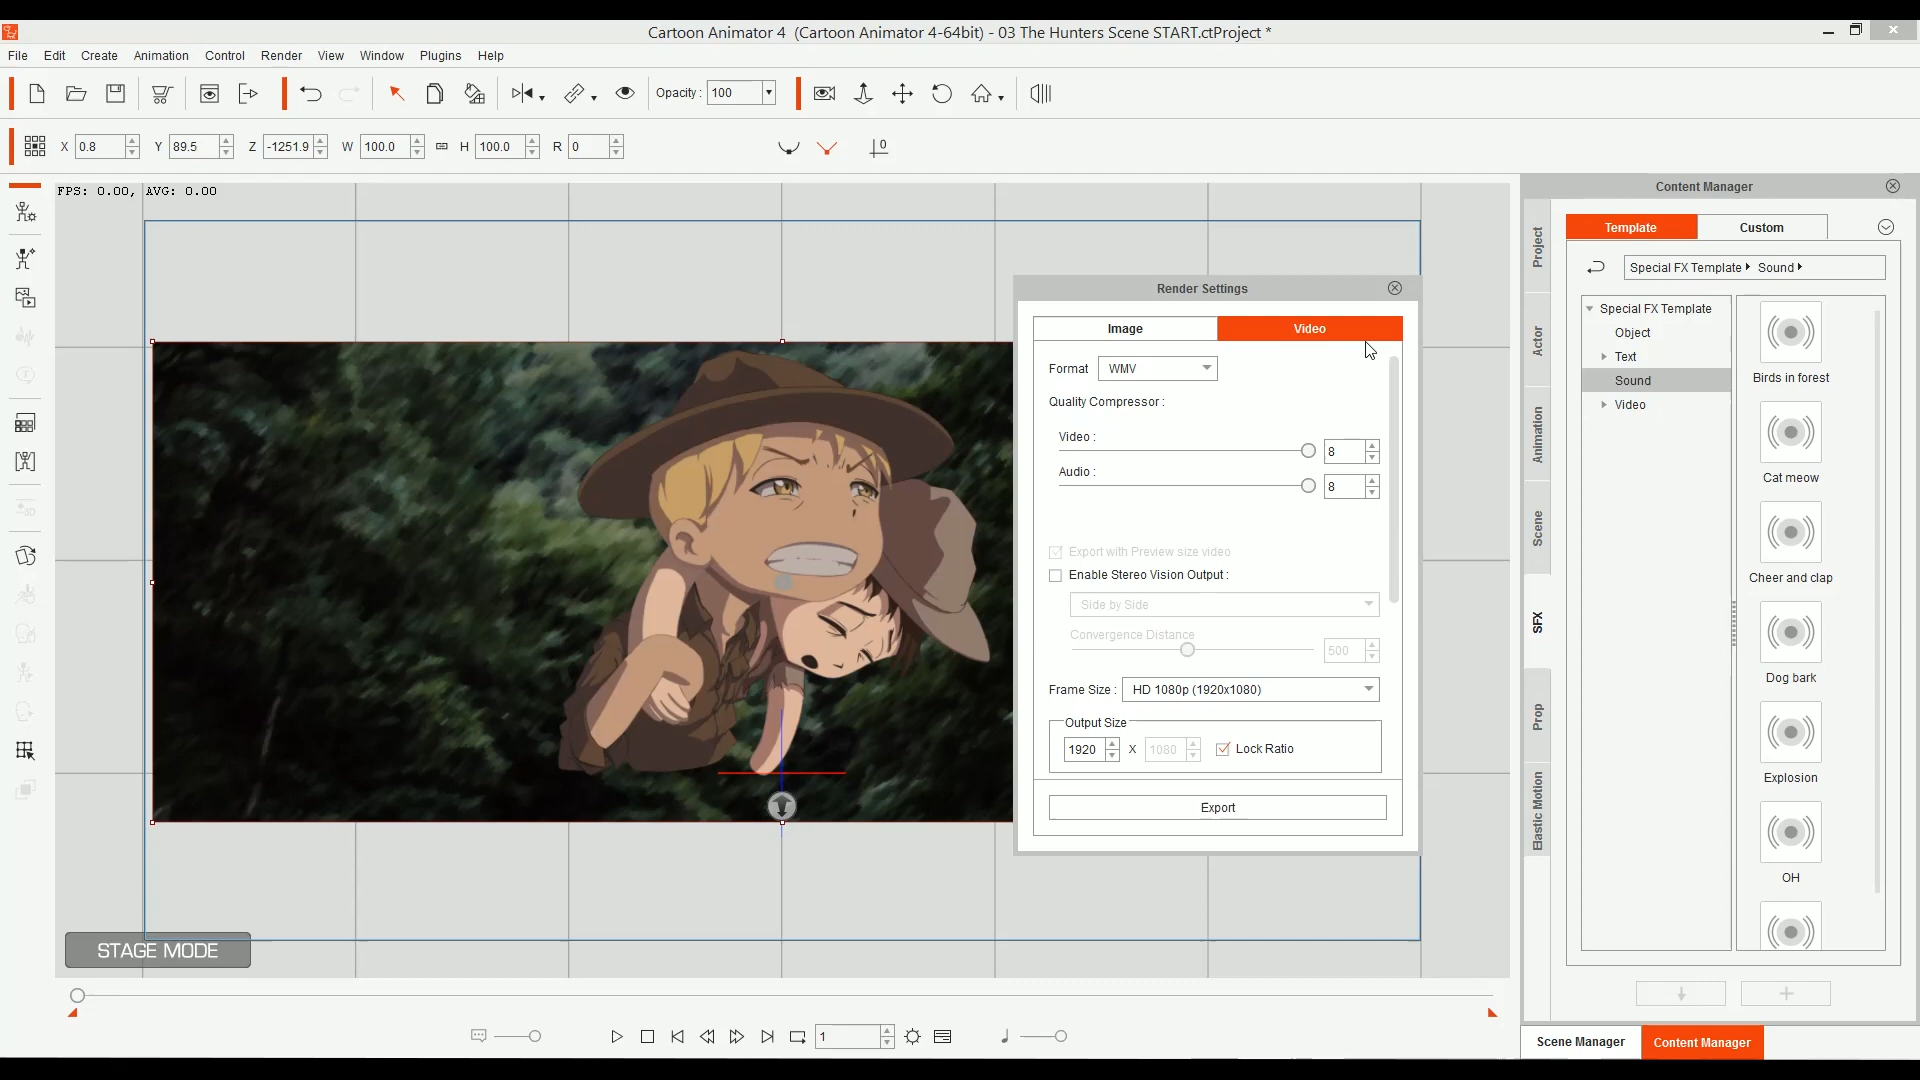 Cartoon Animator 4  (Cartoon Animator 4-64bit) - 03 The Hunters Scene START.ctProject *
File Edit Create Animation Control Render View Window Plugins Help
Opacity : 100
X 0.8 Y 89.5 Z -1251.9 W 100.0 H 100.0 R 0 0
FPS: 0.00, AVG: 0.00
Content Manager
Template Custom
Special FX Template Sound
Special FX Template
Object
Text
Sound
Video
Birds in forest
Cat meow
Cheer and clap
Dog bark
Explosion
OH
Project
Actor
Animation
Scene
SFX
Prop
Elastic Motion
Render Settings
Image Video
Format WMV
Quality Compressor :
Video :
8
Audio :
8
Export with Preview size video
Enable Stereo Vision Output :
Side by Side
Convergence Distance
500
Frame Size : HD 1080p (1920x1080)
Output Size
1920 X 1080 Lock Ratio
Export
STAGE MODE
1
Scene Manager Content Manager